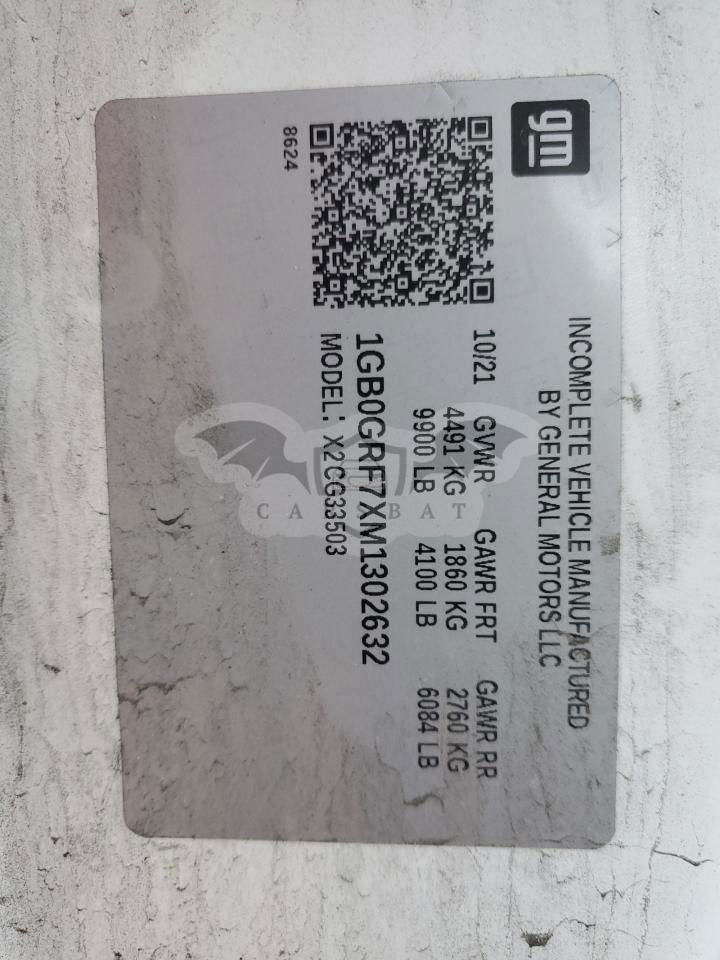 gm
INCOMPLETE VEHICLE MANUFACTURED
BY GENERAL MOTORS LLC
10/21 GVWR GAWR FRT GAWR RR
4491 KG 1860 KG 2760 KG
9900 LB 4100 LB 6084 LB
1GB0GRF7XM1302632
MODEL: X2CG33503
8624